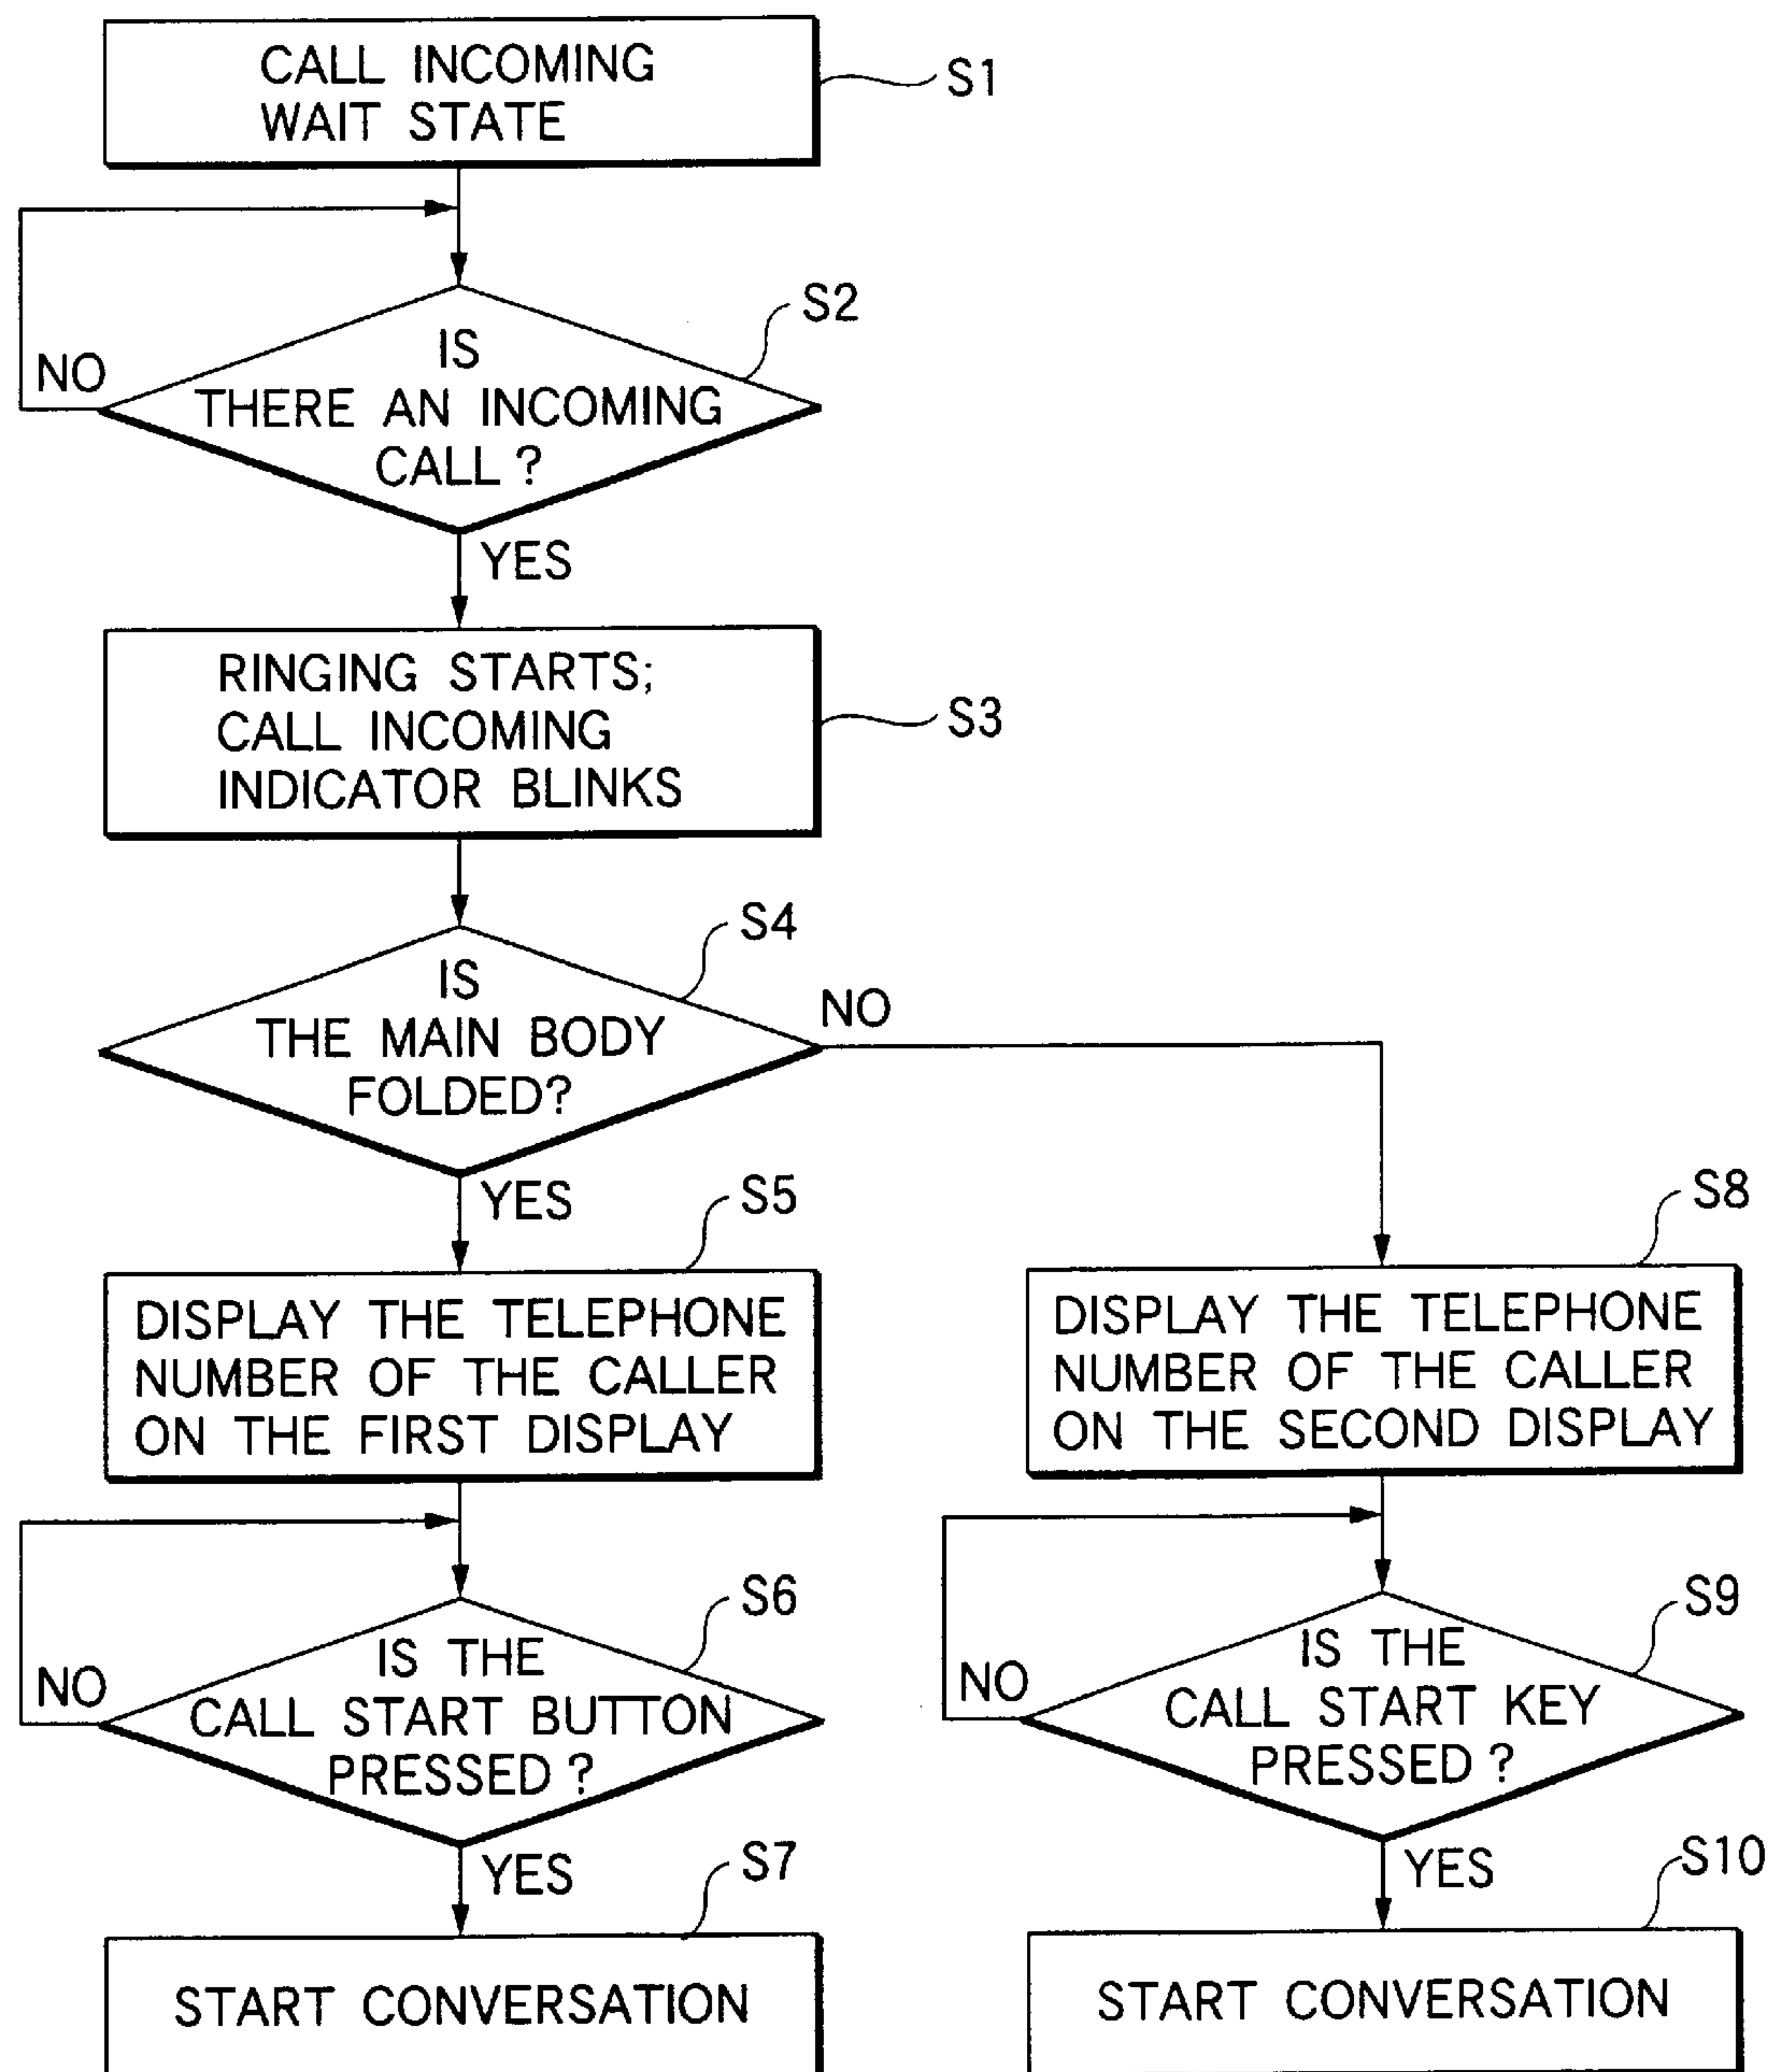 CALL INCOMING
WAIT STATE
S1
S2
IS
THERE AN INCOMING
CALL?
NO
YES
RINGING STARTS;
CALL INCOMING
INDICATOR BLINKS
S3
S4
IS
THE MAIN BODY
FOLDED?
NO
YES
S5
DISPLAY THE TELEPHONE
NUMBER OF THE CALLER
ON THE FIRST DISPLAY
S6
IS THE
CALL START BUTTON
PRESSED?
NO
YES
S7
START CONVERSATION
S8
DISPLAY THE TELEPHONE
NUMBER OF THE CALLER
ON THE SECOND DISPLAY
S9
IS THE
CALL START KEY
PRESSED?
NO
YES
S10
START CONVERSATION